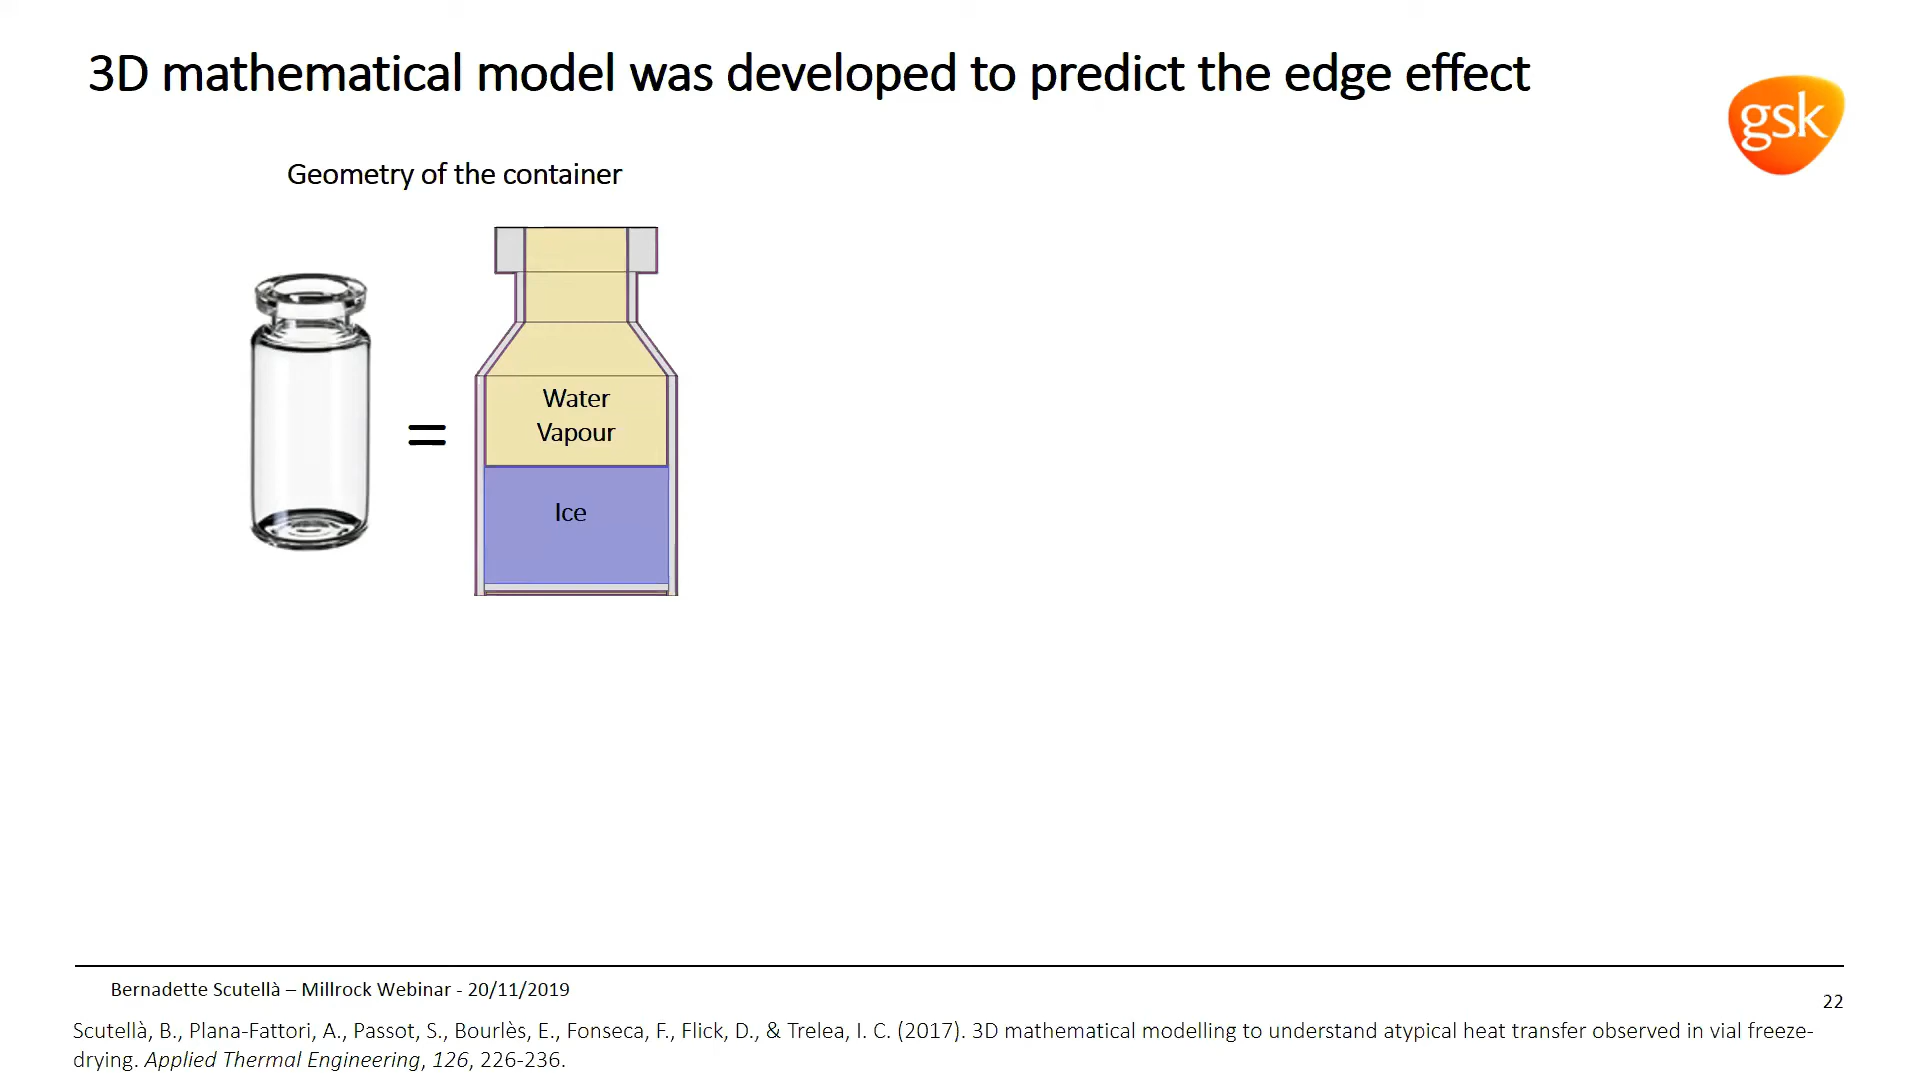 3D mathematical model was developed to predict the edge effect
gsk
Geometry of the container
=
Water
Vapour
Ice
Bernadette Scutellà – Millrock Webinar - 20/11/2019
22
Scutellà, B., Plana-Fattori, A., Passot, S., Bourlès, E., Fonseca, F., Flick, D., & Trelea, I. C. (2017). 3D mathematical modelling to understand atypical heat transfer observed in vial freeze-
drying. Applied Thermal Engineering, 126, 226-236.